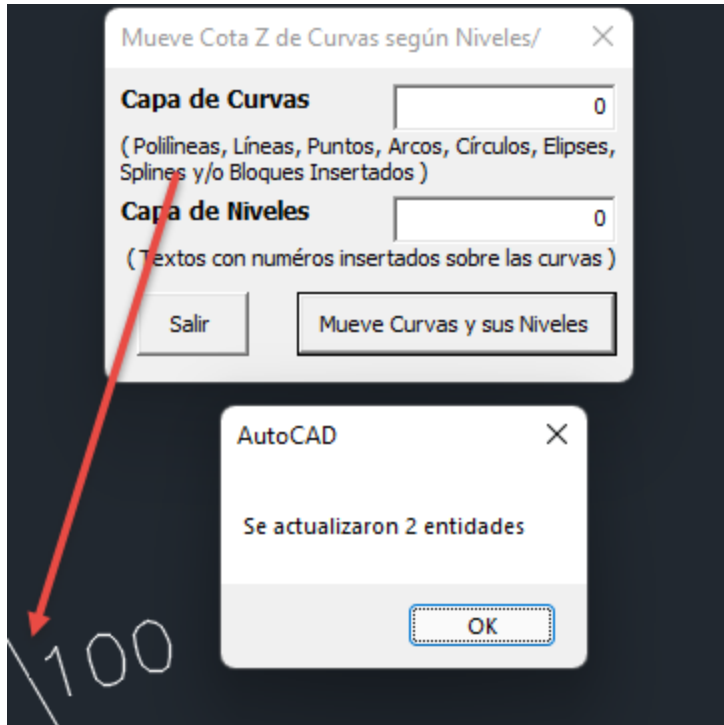 Mueve Cota Z de Curvas según Niveles/
Capa de Curvas
0
( Polilìneas, Líneas, Puntos, Arcos, Círculos, Elipses,
Splines y/o Bloques Insertados )
Capa de Niveles
0
( Textos con numéros insertados sobre las curvas )
Salir
Mueve Curvas y sus Niveles
AutoCAD
Se actualizaron 2 entidades
OK
100